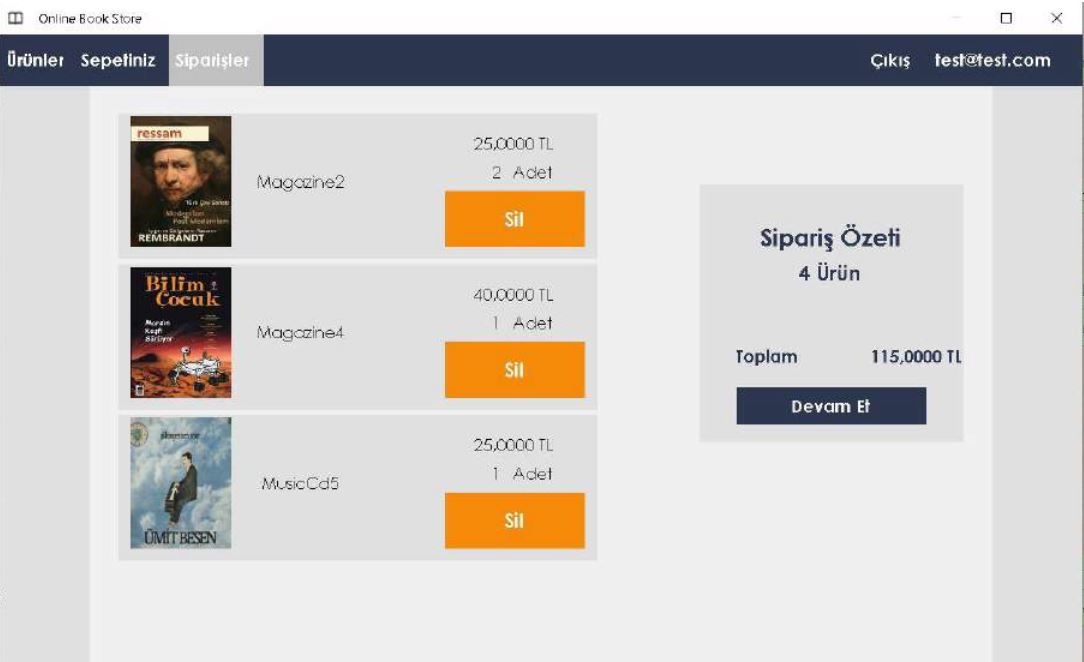 Online Book Store
Ürünler Sepetiniz Siparişler Çıkış test@test.com
ressam
REMBRANDT
Magazine2
25,0000 TL
2 Adet
Sil
Bilim
Çocuk
Magazine4
40,0000 TL
1 Adet
Sil
ÜMİT BESEN
MusicCd5
25,0000 TL
1 Adet
Sil
Sipariş Özeti
4 Ürün
Toplam 115,0000 TL
Devam Et